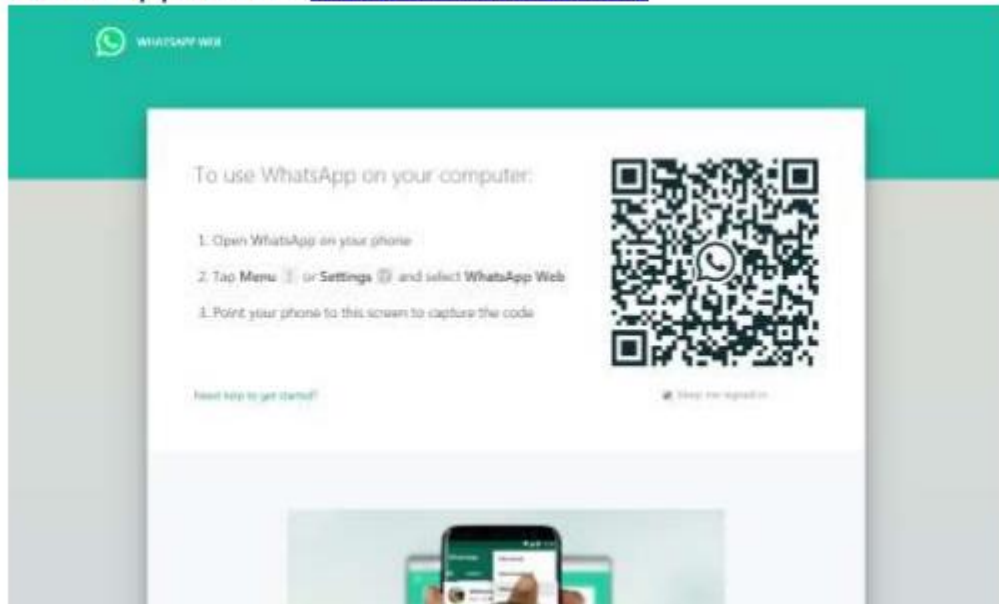 WHATSAPP WEB
To use WhatsApp on your computer:
1. Open WhatsApp on your phone
2. Tap Menu or Settings and select WhatsApp Web
3. Point your phone to this screen to capture the code
Need help to get started?
Keep me signed in